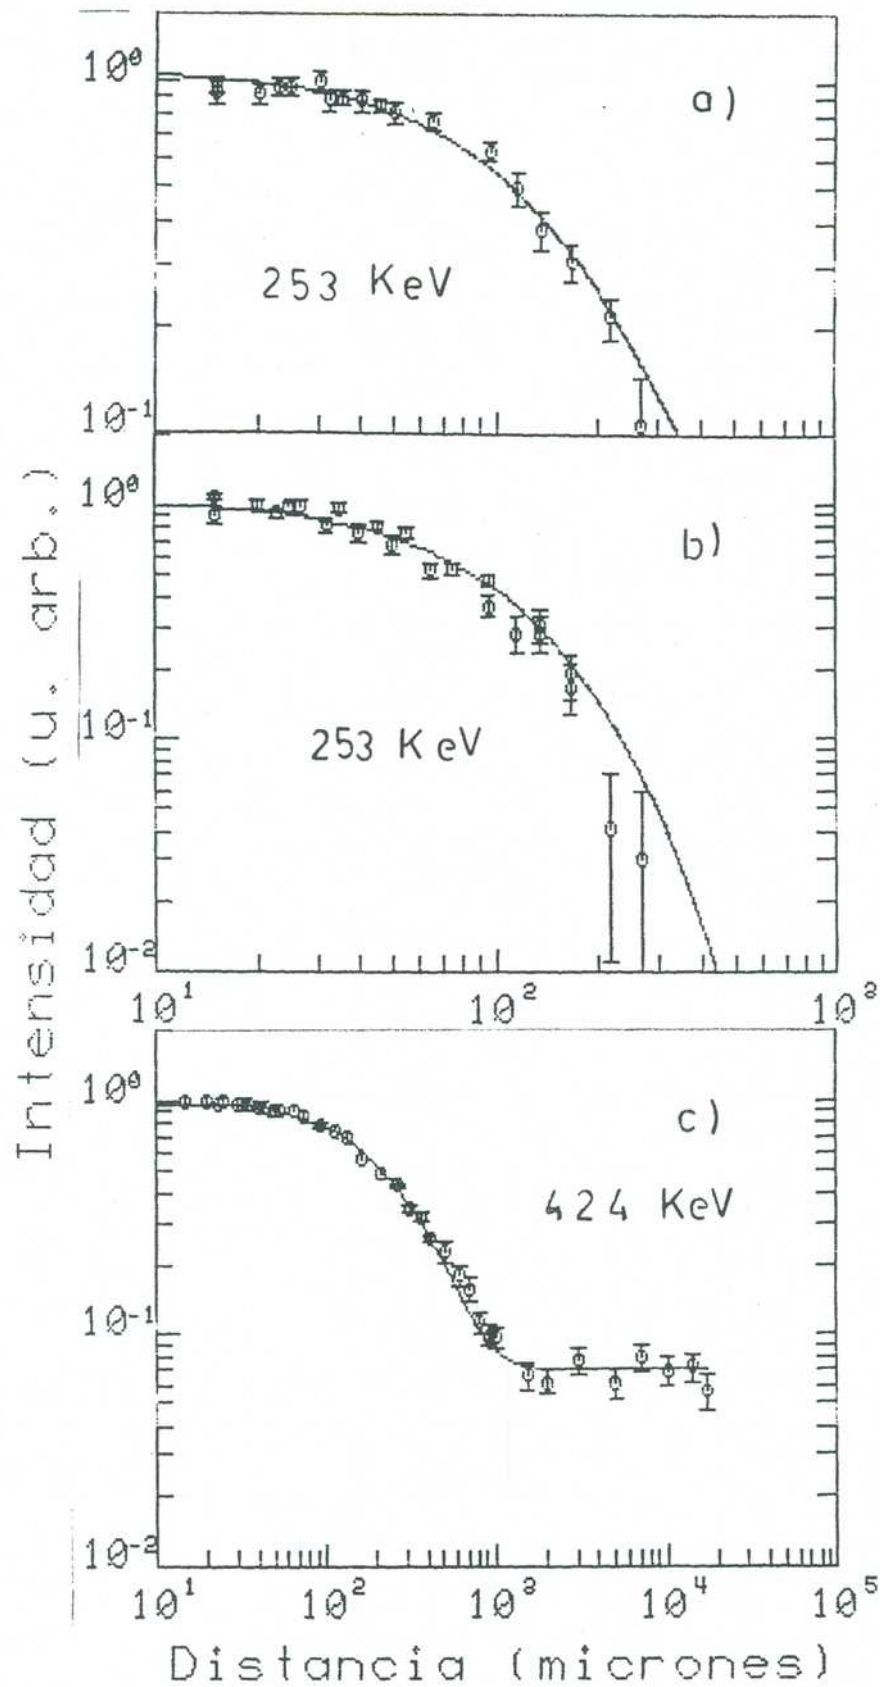 10⁰
a)
253 KeV
10⁻¹
10⁰
b)
10⁻¹
253 KeV
10⁻²
10¹ 10² 10³
10⁰
c)
424 KeV
10⁻¹
10⁻²
10¹ 10² 10³ 10⁴ 10⁵
Distancia (micrones)
Intensidad (u. arb.)